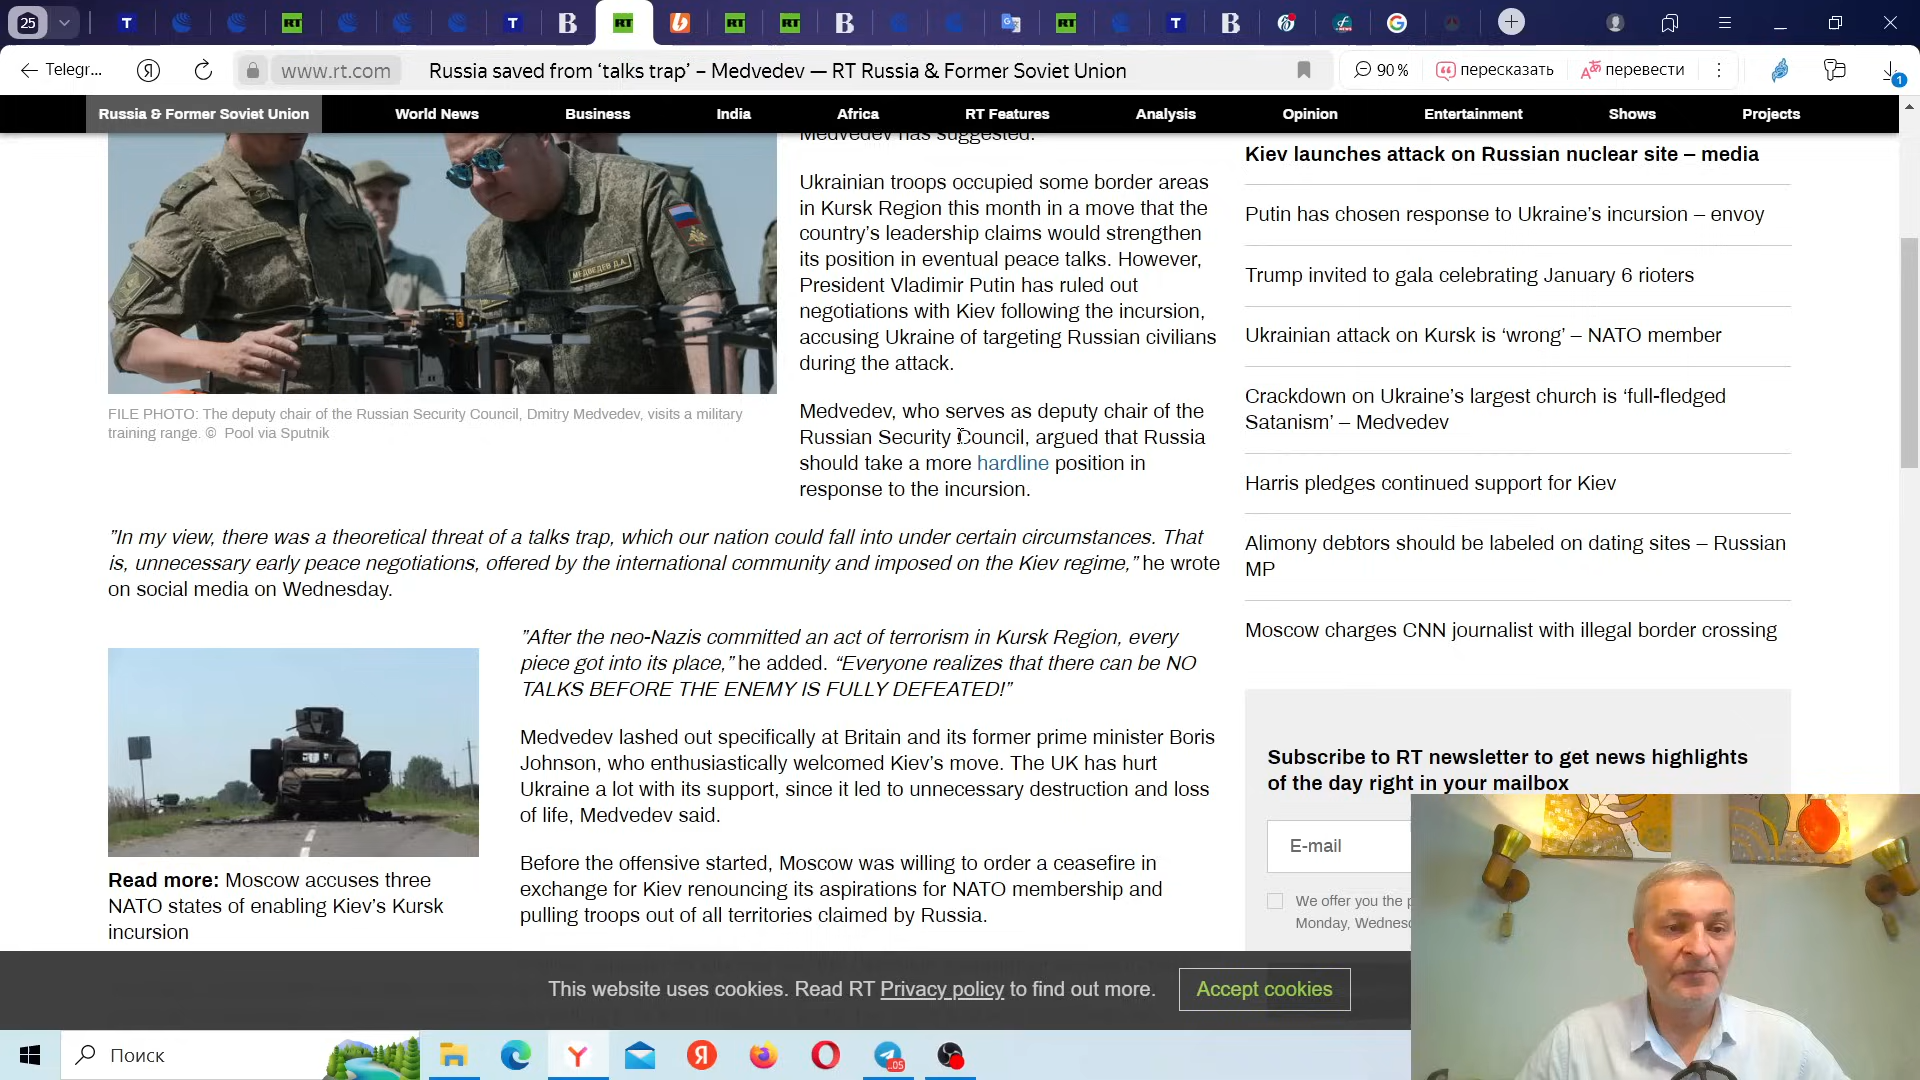 25
T
RT
T
B
RT
RT
RT
B
RT
T
B
G
Telegr...
Я
www.rt.com
Russia saved from ‘talks trap’ – Medvedev — RT Russia & Former Soviet Union
90 %
пересказать
перевести
1
Russia & Former Soviet Union
World News
Business
India
Africa
RT Features
Analysis
Opinion
Entertainment
Shows
Projects
Medvedev has suggested.
Ukrainian troops occupied some border areas
in Kursk Region this month in a move that the
country’s leadership claims would strengthen
its position in eventual peace talks. However,
President Vladimir Putin has ruled out
negotiations with Kiev following the incursion,
accusing Ukraine of targeting Russian civilians
during the attack.
МЕДВЕДЕВ Д.А.
FILE PHOTO: The deputy chair of the Russian Security Council, Dmitry Medvedev, visits a military
training range. © Pool via Sputnik
Medvedev, who serves as deputy chair of the
Russian Security Council, argued that Russia
should take a more hardline position in
response to the incursion.
”In my view, there was a theoretical threat of a talks trap, which our nation could fall into under certain circumstances. That
is, unnecessary early peace negotiations, offered by the international community and imposed on the Kiev regime,” he wrote
on social media on Wednesday.
”After the neo-Nazis committed an act of terrorism in Kursk Region, every
piece got into its place,” he added. “Everyone realizes that there can be NO
TALKS BEFORE THE ENEMY IS FULLY DEFEATED!”
Medvedev lashed out specifically at Britain and its former prime minister Boris
Johnson, who enthusiastically welcomed Kiev’s move. The UK has hurt
Ukraine a lot with its support, since it led to unnecessary destruction and loss
of life, Medvedev said.
Before the offensive started, Moscow was willing to order a ceasefire in
exchange for Kiev renouncing its aspirations for NATO membership and
pulling troops out of all territories claimed by Russia.
Read more: Moscow accuses three
NATO states of enabling Kiev’s Kursk
incursion
Kiev launches attack on Russian nuclear site – media
Putin has chosen response to Ukraine’s incursion – envoy
Trump invited to gala celebrating January 6 rioters
Ukrainian attack on Kursk is ‘wrong’ – NATO member
Crackdown on Ukraine’s largest church is ‘full-fledged
Satanism’ – Medvedev
Harris pledges continued support for Kiev
Alimony debtors should be labeled on dating sites – Russian
MP
Moscow charges CNN journalist with illegal border crossing
Subscribe to RT newsletter to get news highlights
of the day right in your mailbox
E-mail
We offer you the
Monday,
This website uses cookies. Read RT Privacy policy to find out more.
Accept cookies
Поиск
Я